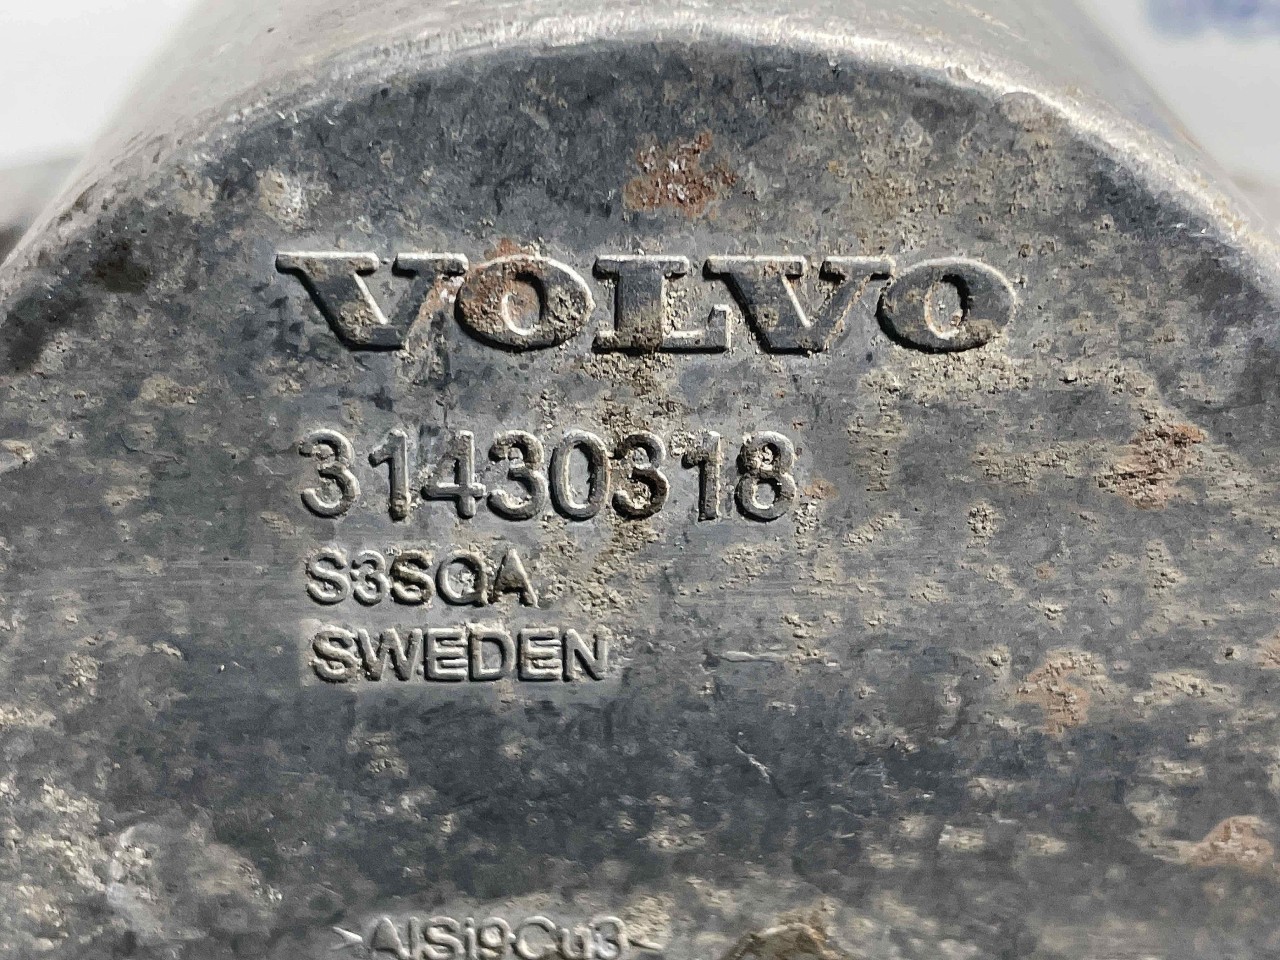 VOLVO
31430318
S3SQA
SWEDEN
>AlSi9Cu3<